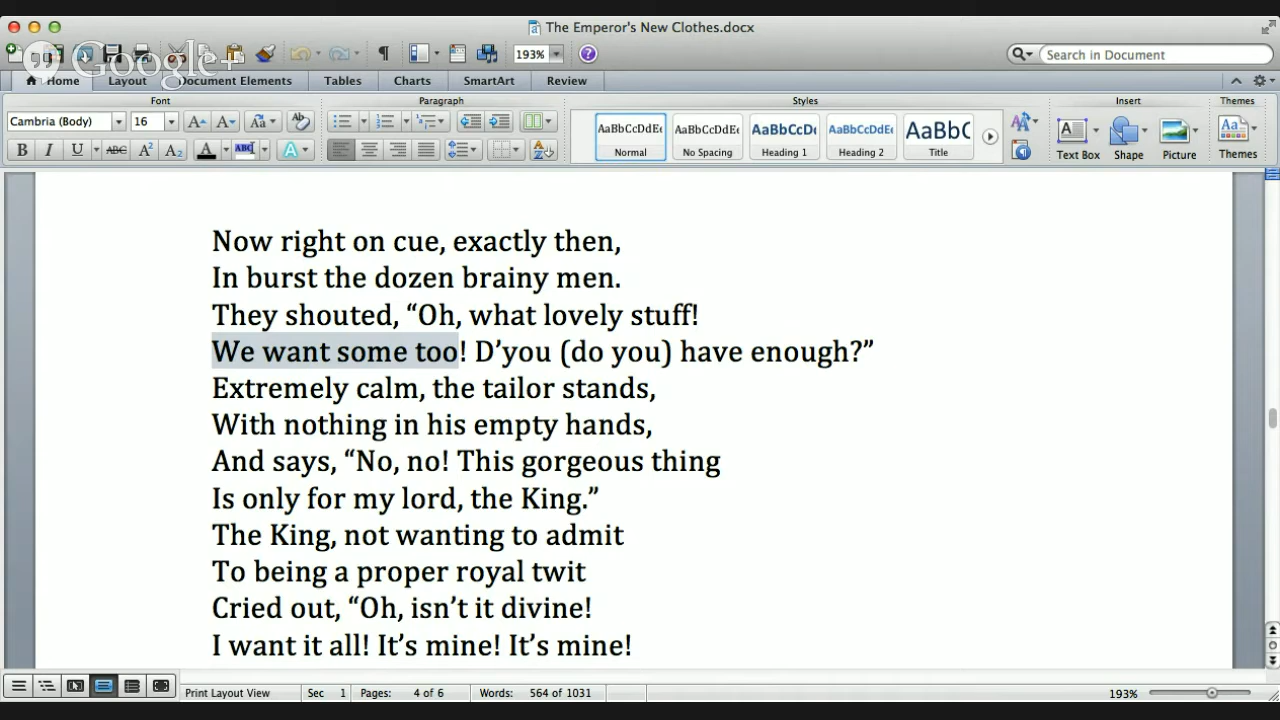 The Emperor's New Clothes.docx
193%
Search in Document
Google+
Home Layout Document Elements Tables Charts SmartArt Review
Font Paragraph Styles Insert Themes
Cambria (Body) 16
AaBbCcDdEe AaBbCcDdEe AaBbCcDc AaBbCcDdEe AaBbC
Normal No Spacing Heading 1 Heading 2 Title
Text Box Shape Picture Themes
Now right on cue, exactly then,
In burst the dozen brainy men.
They shouted, “Oh, what lovely stuff!
We want some too! D’you (do you) have enough?”
Extremely calm, the tailor stands,
With nothing in his empty hands,
And says, “No, no! This gorgeous thing
Is only for my lord, the King.”
The King, not wanting to admit
To being a proper royal twit
Cried out, “Oh, isn’t it divine!
I want it all! It’s mine! It’s mine!
Print Layout View Sec 1 Pages: 4 of 6 Words: 564 of 1031 193%